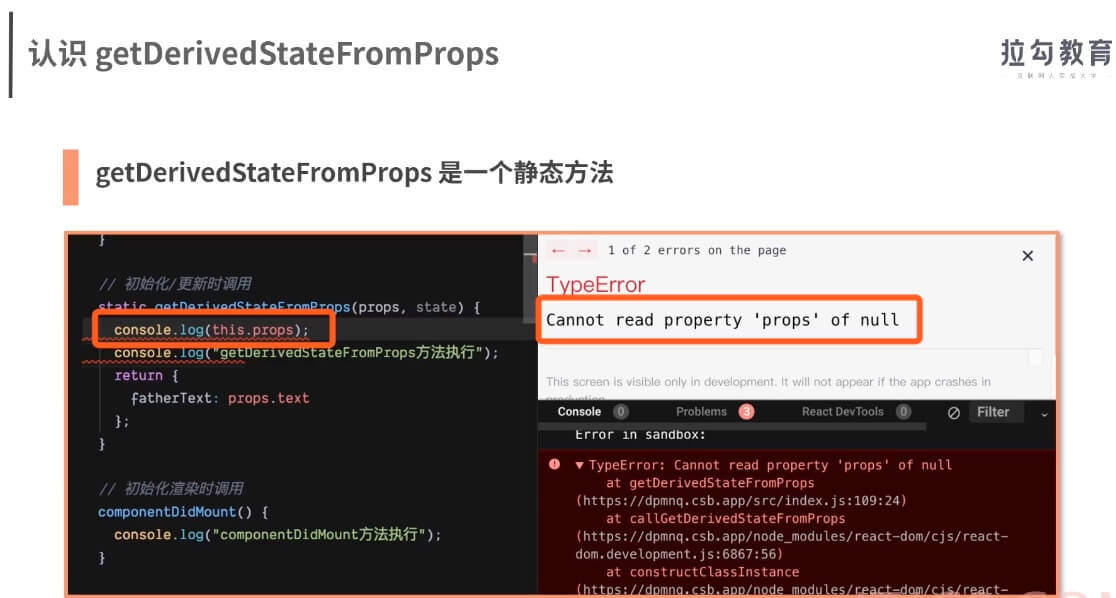 认识 getDerivedStateFromProps
拉勾教育
互联网人实战大学
getDerivedStateFromProps 是一个静态方法
}
// 初始化/更新时调用
static getDerivedStateFromProps(props, state) {
console.log(this.props);
console.log("getDerivedStateFromProps方法执行");
return {
fatherText: props.text
};
}
// 初始化渲染时调用
componentDidMount() {
console.log("componentDidMount方法执行");
}
← → 1 of 2 errors on the page ×
TypeError
Cannot read property 'props' of null
This screen is visible only in development. It will not appear if the app crashes in
production.
Console 0 Problems 3 React DevTools 0 Filter
Error in sandbox:
▼ TypeError: Cannot read property 'props' of null
at getDerivedStateFromProps
(https://dpmnq.csb.app/src/index.js:109:24)
at callGetDerivedStateFromProps
(https://dpmnq.csb.app/node_modules/react-dom/cjs/react-
dom.development.js:6867:56)
at constructClassInstance
(https://dpmnq.csb.app/node_modules/react-dom/cjs/react-